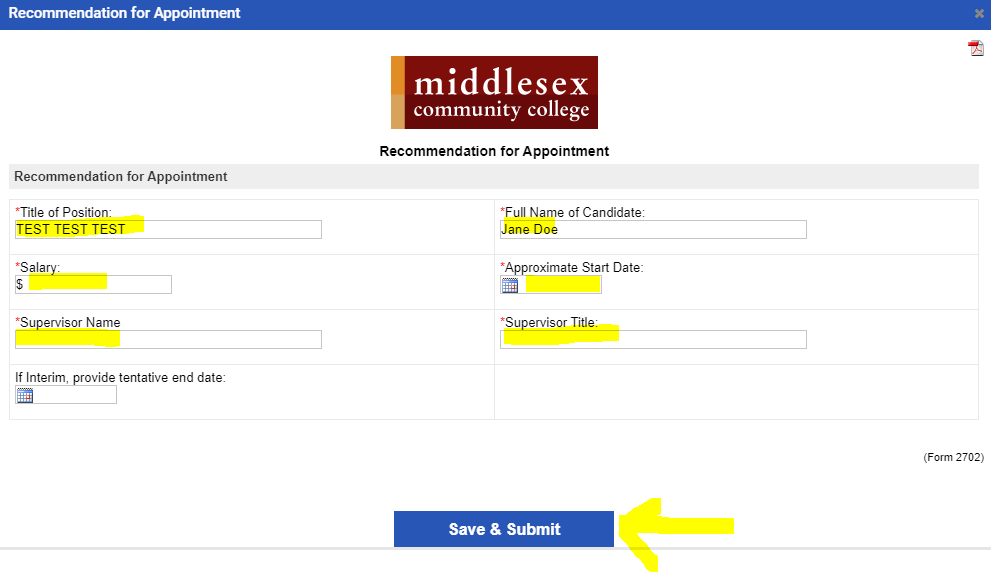 Recommendation for Appointment
middlesex
community college
Recommendation for Appointment
Recommendation for Appointment
*Title of Position:
TEST TEST TEST
*Full Name of Candidate:
Jane Doe
*Salary:
$
*Approximate Start Date:
*Supervisor Name
*Supervisor Title:
If Interim, provide tentative end date:
(Form 2702)
Save & Submit